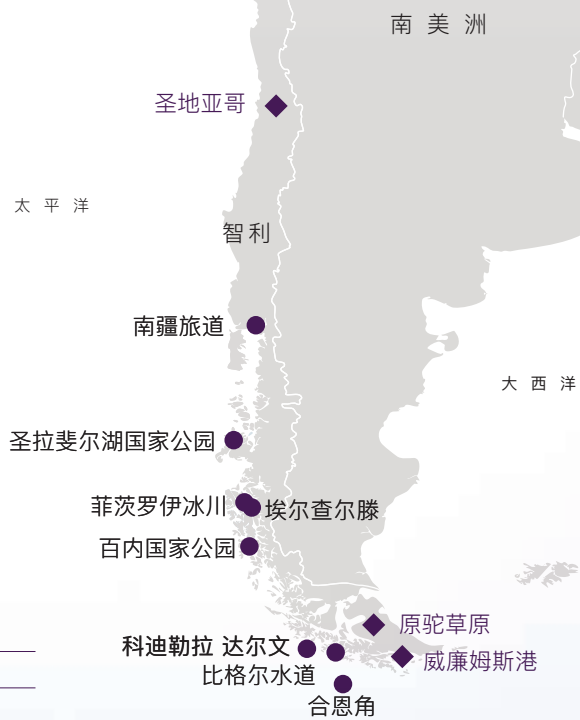 南美洲
圣地亚哥
太平洋
智利
南疆旅道
大西洋
圣拉斐尔湖国家公园
菲茨罗伊冰川
埃尔查尔滕
百内国家公园
原驼草原
科迪勒拉 达尔文
威廉姆斯港
比格尔水道
合恩角